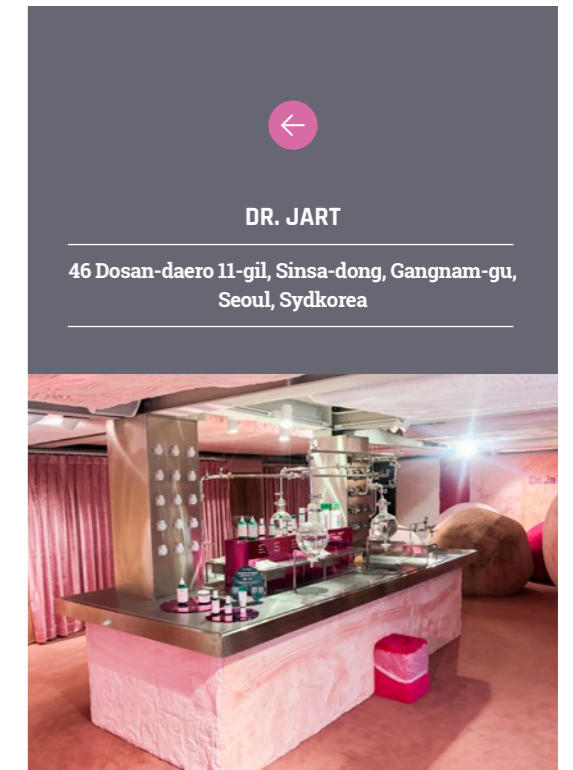 DR. JART
46 Dosan-daero 11-gil, Sinsa-dong, Gangnam-gu,
Seoul, Sydkorea